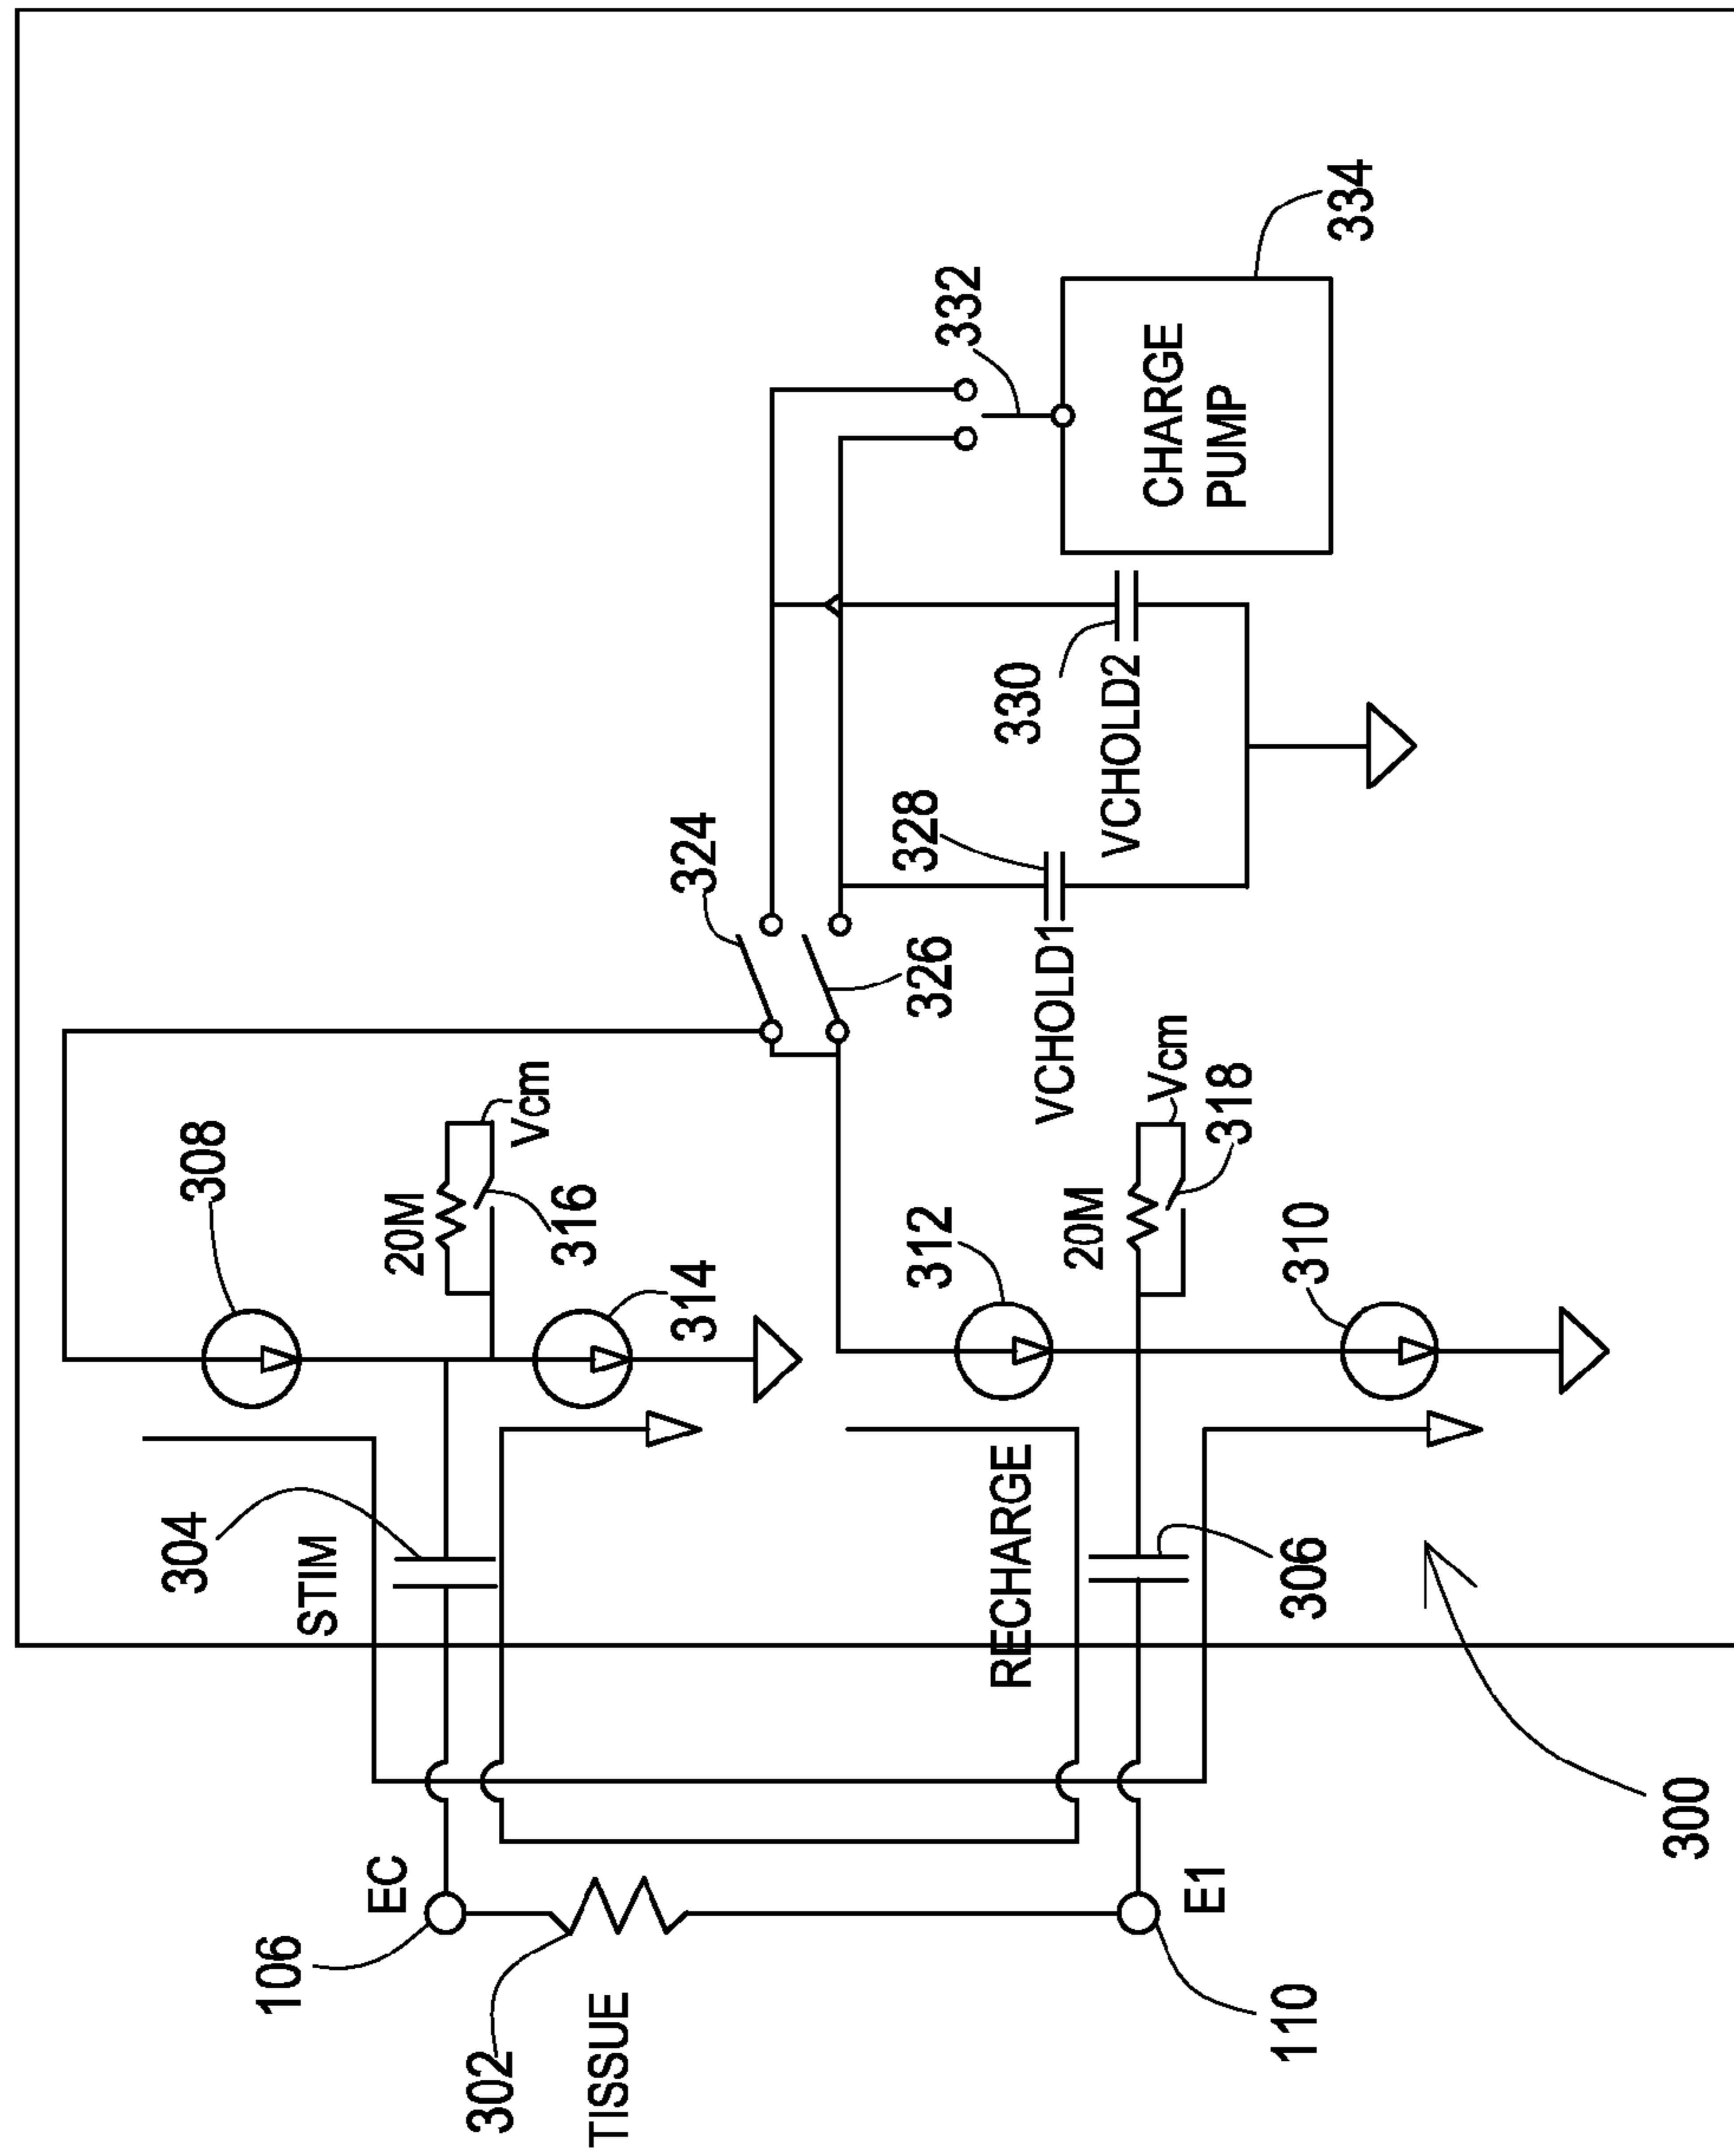 308
304
STIM
20M
Vcm
316
314
106
EC
302
TISSUE
324
326
332
CHARGE
PUMP
334
330
VCHOLD2
328
VCHOLD1
312
RECHARGE
20M
Vcm
318
310
306
110
E1
300